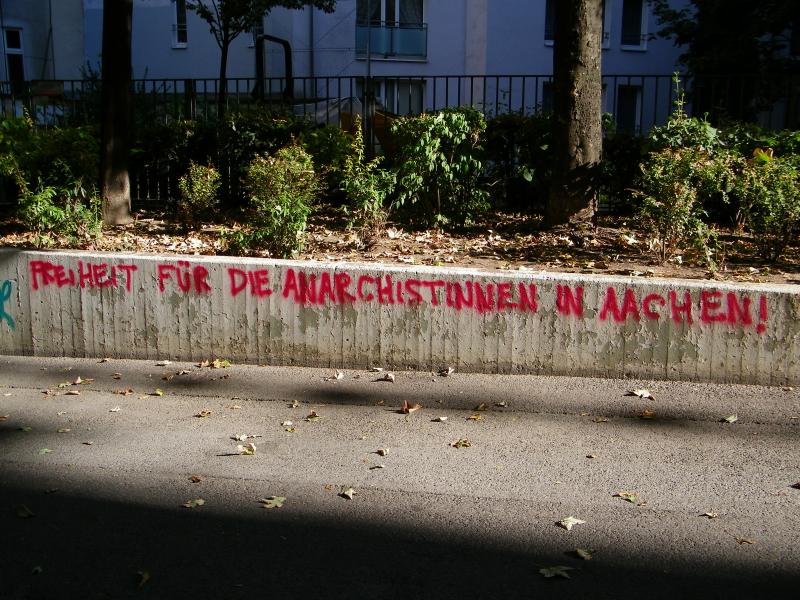 FREiHEIT FÜR DIE ANARCHISTINNEN IN AACHEN!